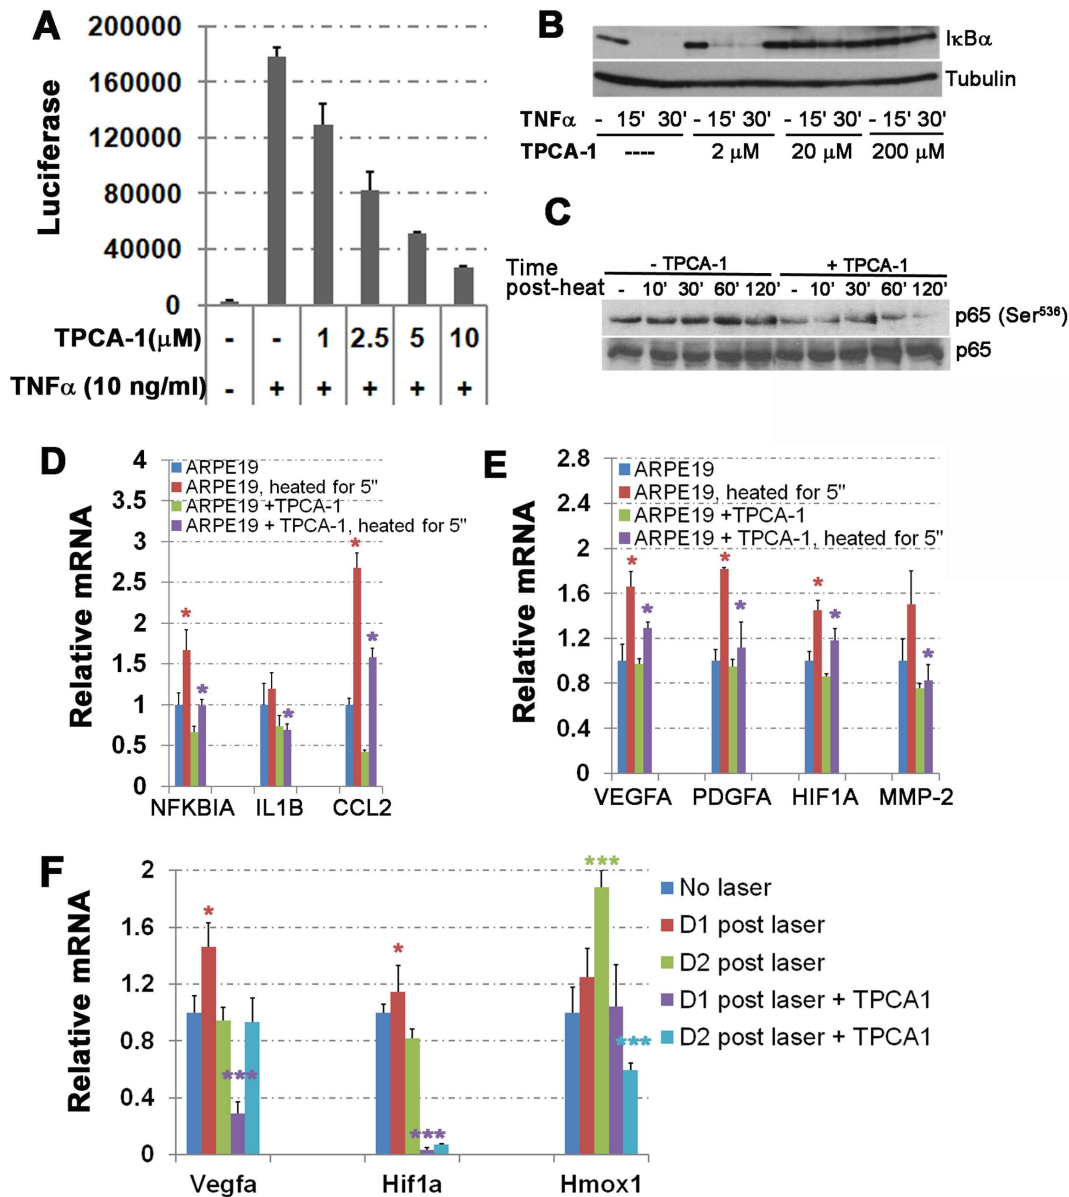 A
200000
160000
120000
80000
40000
0
Luciferase
TPCA-1(µM) - - 1 2.5 5 10
TNFα (10 ng/ml) - + + + + +
B
IκBα
Tubulin
TNFα - 15' 30' - 15' 30' - 15' 30' - 15' 30'
TPCA-1 ---- 2 µM 20 µM 200 µM
C
Time - TPCA-1 + TPCA-1
post-heat - 10' 30' 60' 120' - 10' 30' 60' 120'
p65 (Ser⁵³⁶)
p65
D
4
3.5
3
2.5
2
1.5
1
0.5
0
Relative mRNA
ARPE19
ARPE19, heated for 5"
ARPE19 +TPCA-1
ARPE19 + TPCA-1, heated for 5"
* * * * *
NFKBIA IL1B CCL2
E
2.8
2.4
2
1.6
1.2
0.8
0.4
0
Relative mRNA
ARPE19
ARPE19, heated for 5"
ARPE19 +TPCA-1
ARPE19 + TPCA-1, heated for 5"
* * * * * * *
VEGFA PDGFA HIF1A MMP-2
F
2
1.6
1.2
0.8
0.4
0
Relative mRNA
* *** * *** *** ***
Vegfa Hif1a Hmox1
No laser
D1 post laser
D2 post laser
D1 post laser + TPCA1
D2 post laser + TPCA1